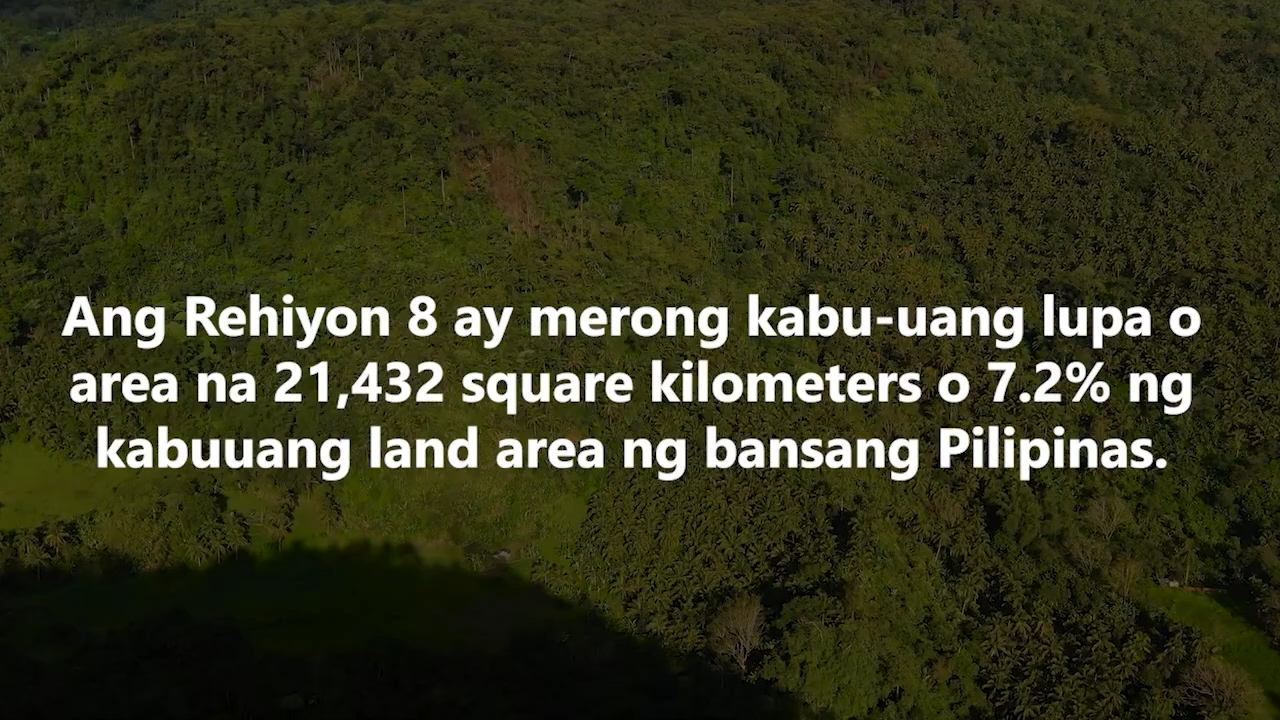 Ang Rehiyon 8 ay merong kabu-uang lupa o
area na 21,432 square kilometers o 7.2% ng
kabuuang land area ng bansang Pilipinas.